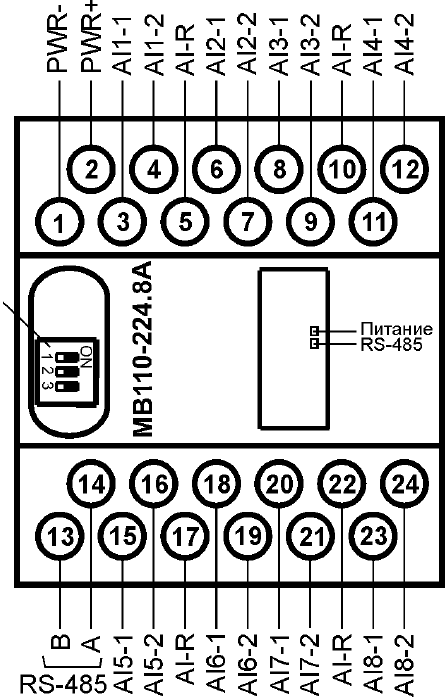 PWR-
PWR+
AI1-1
AI1-2
AI-R
AI2-1
AI2-2
AI3-1
AI3-2
AI-R
AI4-1
AI4-2
2
4
6
8
10
12
1
3
5
7
9
11
ON
1
2
3
МВ110-224.8А
Питание
RS-485
14
16
18
20
22
24
13
15
17
19
21
23
B
A
RS-485
AI5-1
AI5-2
AI-R
AI6-1
AI6-2
AI7-1
AI7-2
AI-R
AI8-1
AI8-2